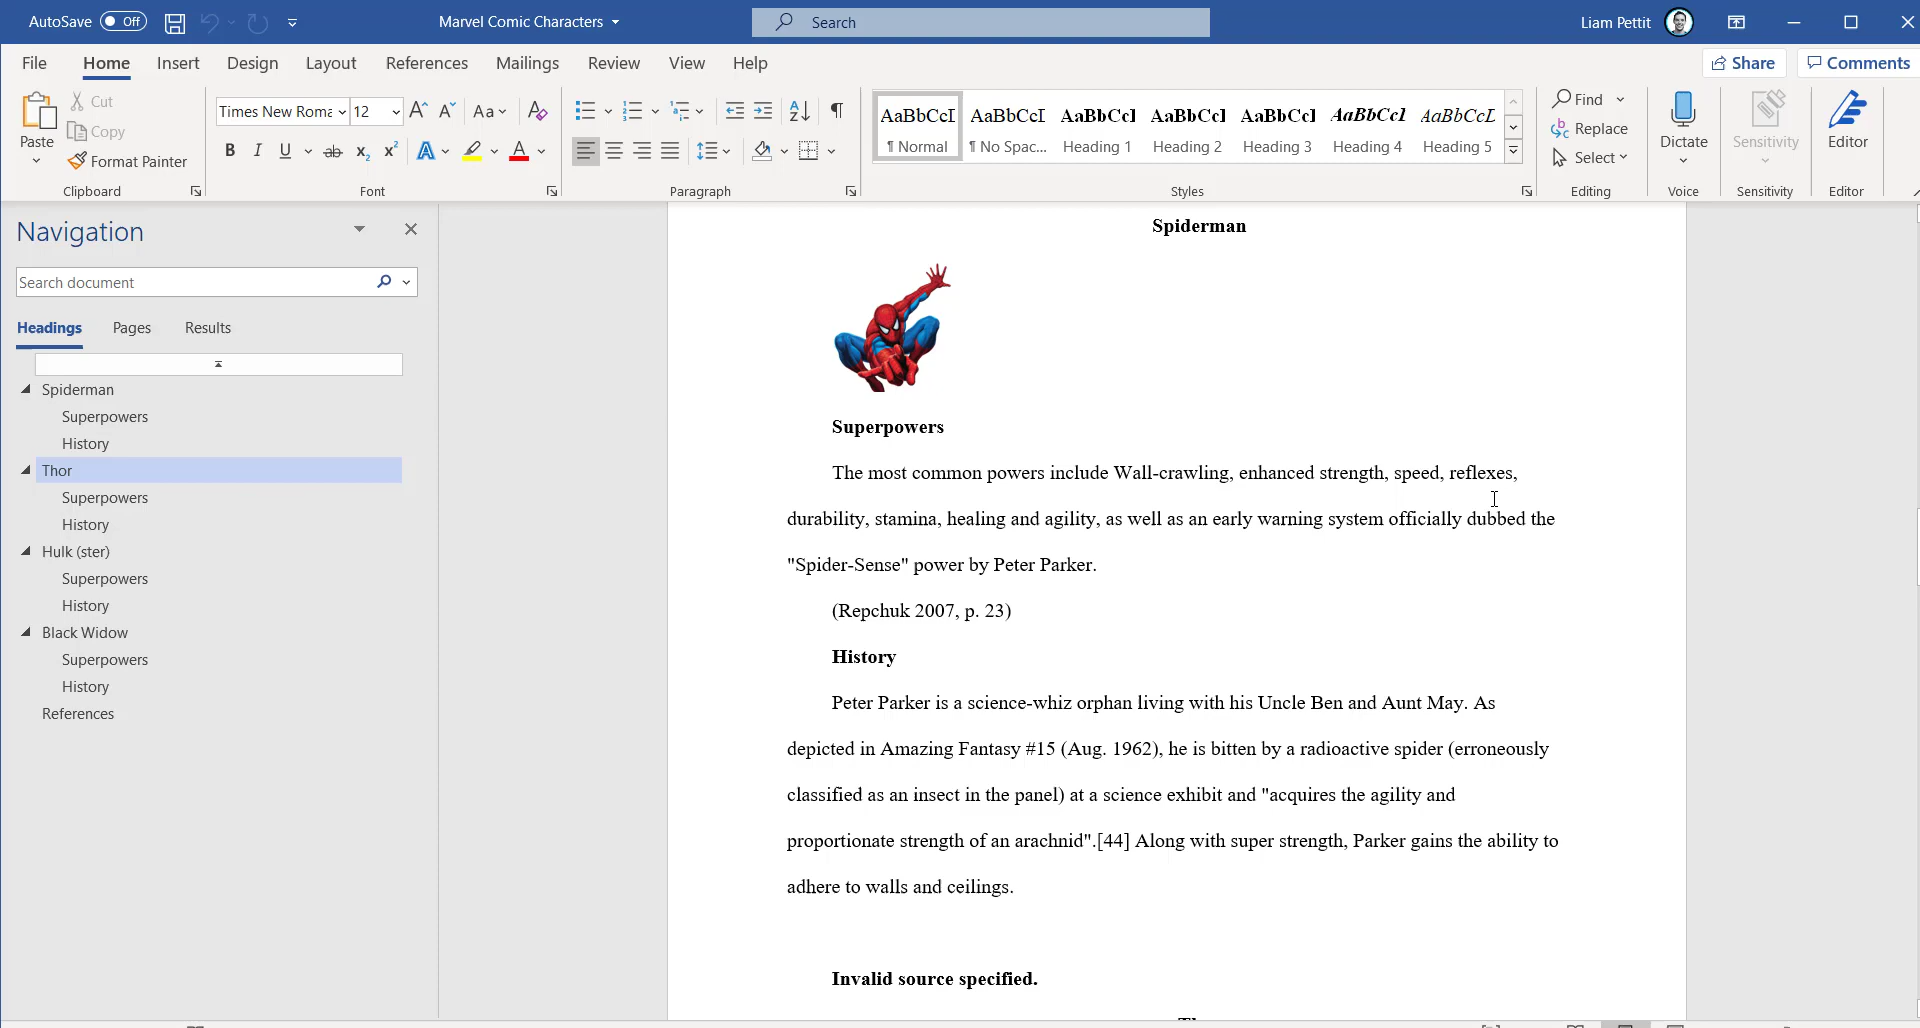 AutoSave Off Marvel Comic Characters Search Liam Pettit
File Home Insert Design Layout References Mailings Review View Help Share Comments
Paste
Cut
Copy
Format Painter
Clipboard
Times New Roma 12 Aa
B I U ab x2 x2 A A
Font
Paragraph
AaBbCcI AaBbCcI AaBbCcI AaBbCcI AaBbCcI AaBbCcI AaBbCcL
¶ Normal ¶ No Spac... Heading 1 Heading 2 Heading 3 Heading 4 Heading 5
Styles
Find
Replace
Select
Editing
Dictate
Voice
Sensitivity
Sensitivity
Editor
Editor
Navigation
Search document
Headings Pages Results
Spiderman
Superpowers
History
Thor
Superpowers
History
Hulk (ster)
Superpowers
History
Black Widow
Superpowers
History
References
Spiderman
Superpowers
The most common powers include Wall-crawling, enhanced strength, speed, reflexes,
durability, stamina, healing and agility, as well as an early warning system officially dubbed the
"Spider-Sense" power by Peter Parker.
(Repchuk 2007, p. 23)
History
Peter Parker is a science-whiz orphan living with his Uncle Ben and Aunt May. As
depicted in Amazing Fantasy #15 (Aug. 1962), he is bitten by a radioactive spider (erroneously
classified as an insect in the panel) at a science exhibit and "acquires the agility and
proportionate strength of an arachnid".[44] Along with super strength, Parker gains the ability to
adhere to walls and ceilings.
Invalid source specified.